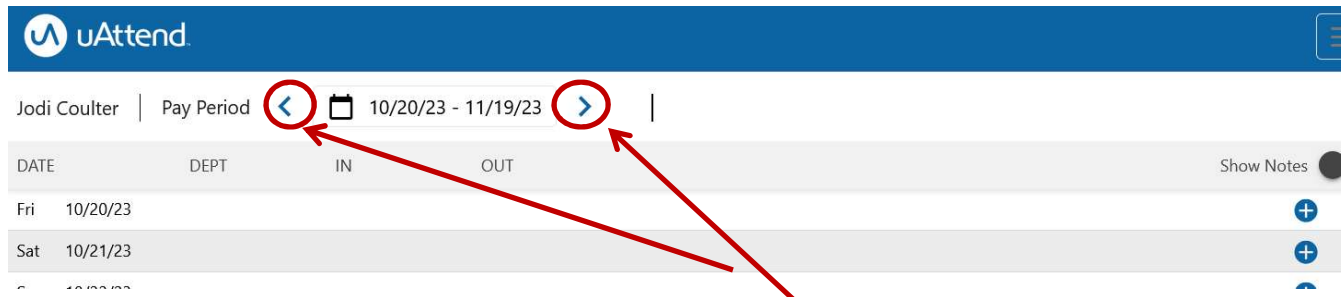 uAttend
Jodi Coulter | Pay Period 10/20/23 - 11/19/23 |
DATE DEPT IN OUT Show Notes
Fri 10/20/23
Sat 10/21/23